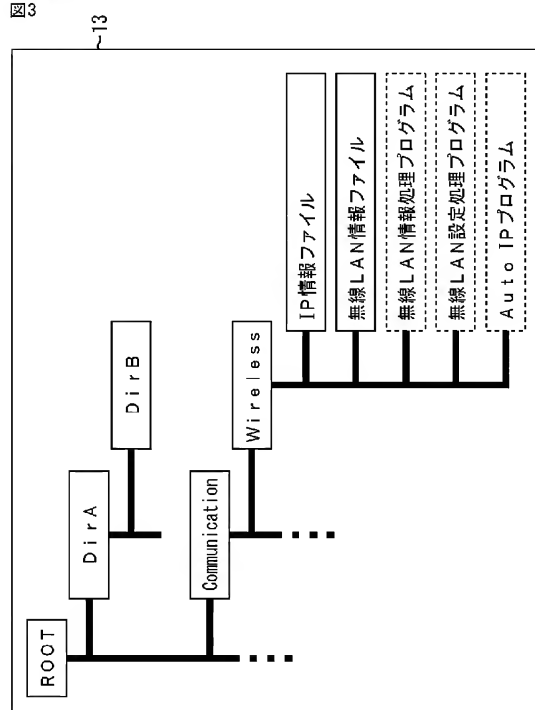 図3
13
ROOT
DirA
DirB
Communication
Wireless
IP情報ファイル
無線LAN情報ファイル
無線LAN情報処理プログラム
無線LAN設定処理プログラム
Auto IPプログラム